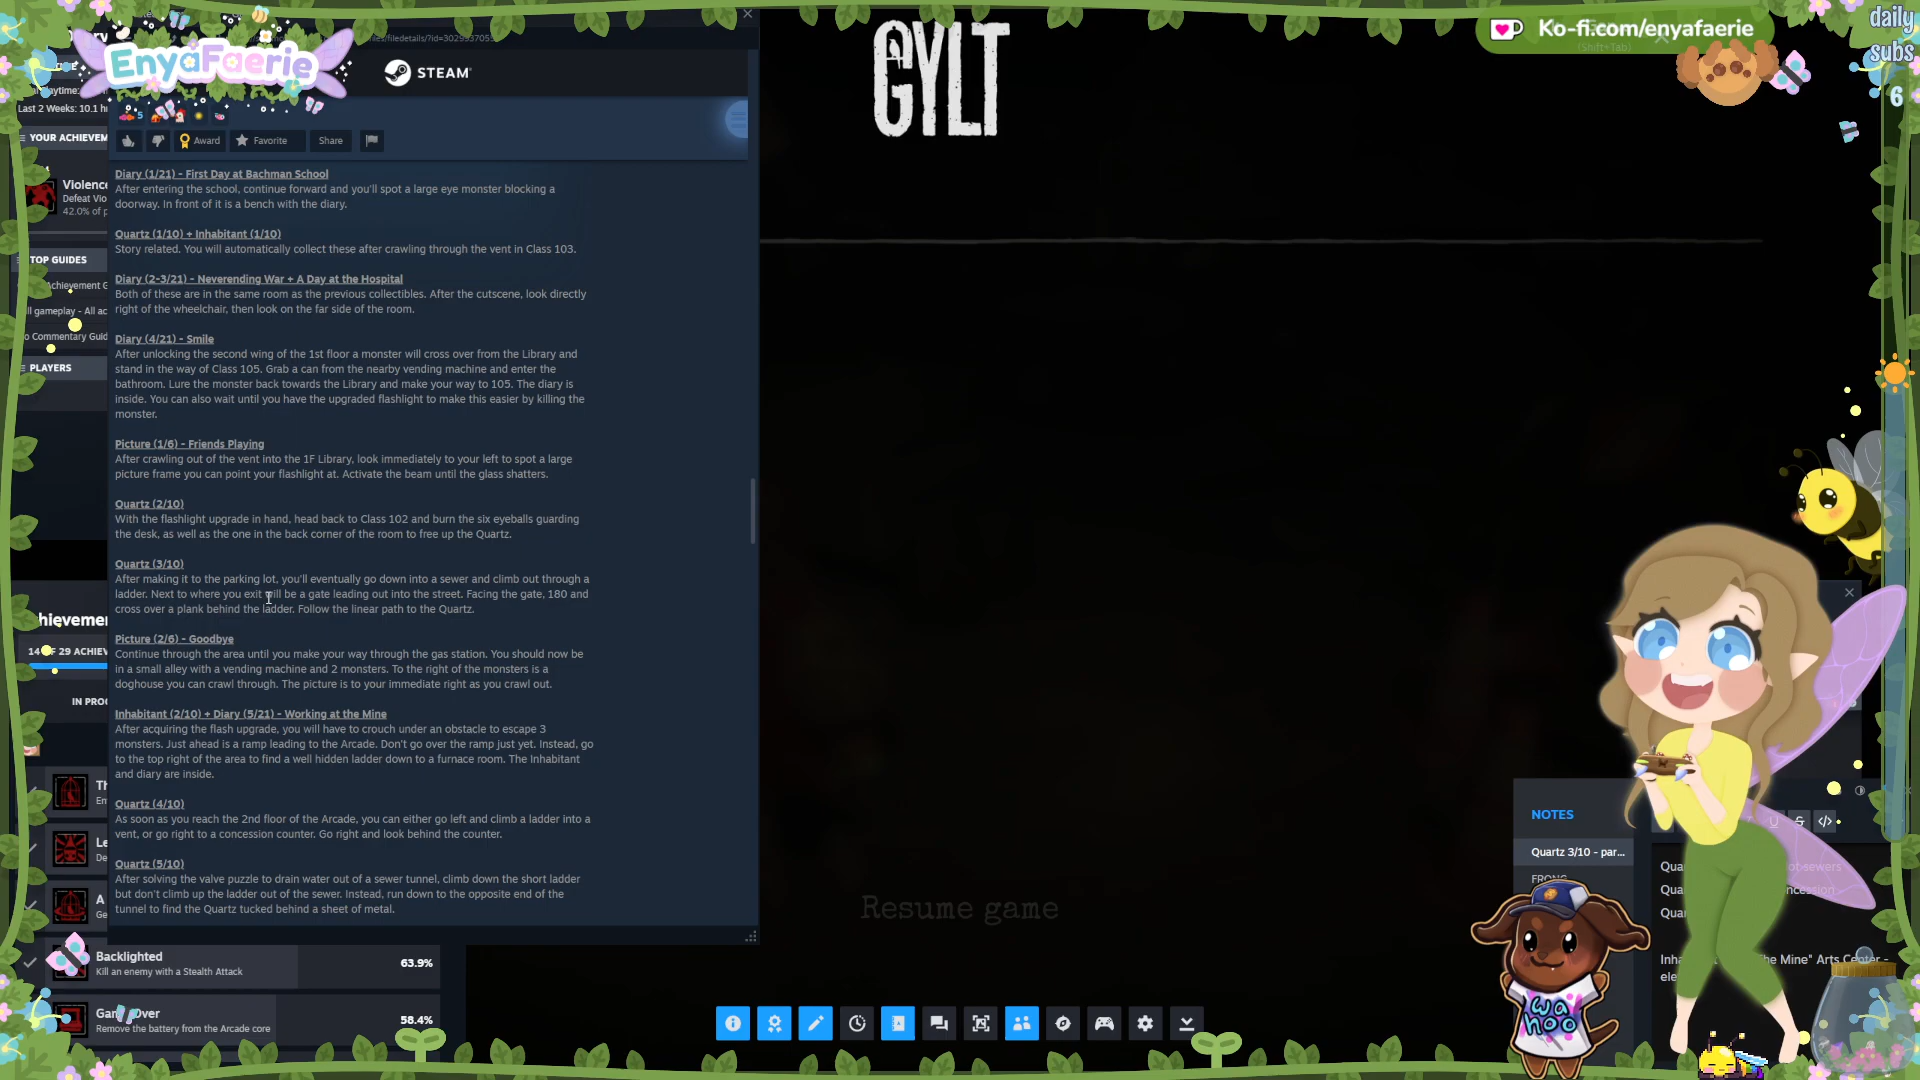 EnyaFaerie
STEAM
Ko-fi.com/enyafaerie
(Shift+Tab)
daily
subs
6
GYLT
Last 2 Weeks: 10.1 h
YOUR ACHIEVEM
Violence
Defeat Vio
42.0% of p
TOP GUIDES
PLAYERS
14 OF 29 ACHIEV
IN PROG
Award
Favorite
Share
Diary (1/21) - First Day at Bachman School
After entering the school, continue forward and you'll spot a large eye monster blocking a
doorway. In front of it is a bench with the diary.
Quartz (1/10) + Inhabitant (1/10)
Story related. You will automatically collect these after crawling through the vent in Class 103.
Diary (2-3/21) - Neverending War + A Day at the Hospital
Both of these are in the same room as the previous collectibles. After the cutscene, look directly
right of the wheelchair, then look on the far side of the room.
Diary (4/21) - Smile
After unlocking the second wing of the 1st floor a monster will cross over from the Library and
stand in the way of Class 105. Grab a can from the nearby vending machine and enter the
bathroom. Lure the monster back towards the Library and make your way to 105. The diary is
inside. You can also wait until you have the upgraded flashlight to make this easier by killing the
monster.
Picture (1/6) - Friends Playing
After crawling out of the vent into the 1F Library, look immediately to your left to spot a large
picture frame you can point your flashlight at. Activate the beam until the glass shatters.
Quartz (2/10)
With the flashlight upgrade in hand, head back to Class 102 and burn the six eyeballs guarding
the desk, as well as the one in the back corner of the room to free up the Quartz.
Quartz (3/10)
After making it to the parking lot, you'll eventually go down into a sewer and climb out through a
ladder. Next to where you exit will be a gate leading out into the street. Facing the gate, 180 and
cross over a plank behind the ladder. Follow the linear path to the Quartz.
Picture (2/6) - Goodbye
Continue through the area until you make your way through the gas station. You should now be
in a small alley with a vending machine and 2 monsters. To the right of the monsters is a
doghouse you can crawl through. The picture is to your immediate right as you crawl out.
Inhabitant (2/10) + Diary (5/21) - Working at the Mine
After acquiring the flash upgrade, you will have to crouch under an obstacle to escape 3
monsters. Just ahead is a ramp leading to the Arcade. Don't go over the ramp just yet. Instead, go
to the top right of the area to find a well hidden ladder down to a furnace room. The Inhabitant
and diary are inside.
Quartz (4/10)
As soon as you reach the 2nd floor of the Arcade, you can either go left and climb a ladder into a
vent, or go right to a concession counter. Go right and look behind the counter.
Quartz (5/10)
After solving the valve puzzle to drain water out of a sewer tunnel, climb down the short ladder
but don't climb up the ladder out of the sewer. Instead, run down to the opposite end of the
tunnel to find the Quartz tucked behind a sheet of metal.
Backlighted
Kill an enemy with a Stealth Attack
63.9%
Remove the battery from the Arcade core
58.4%
Resume game
NOTES
Quartz 3/10 - par...
wa
hoo